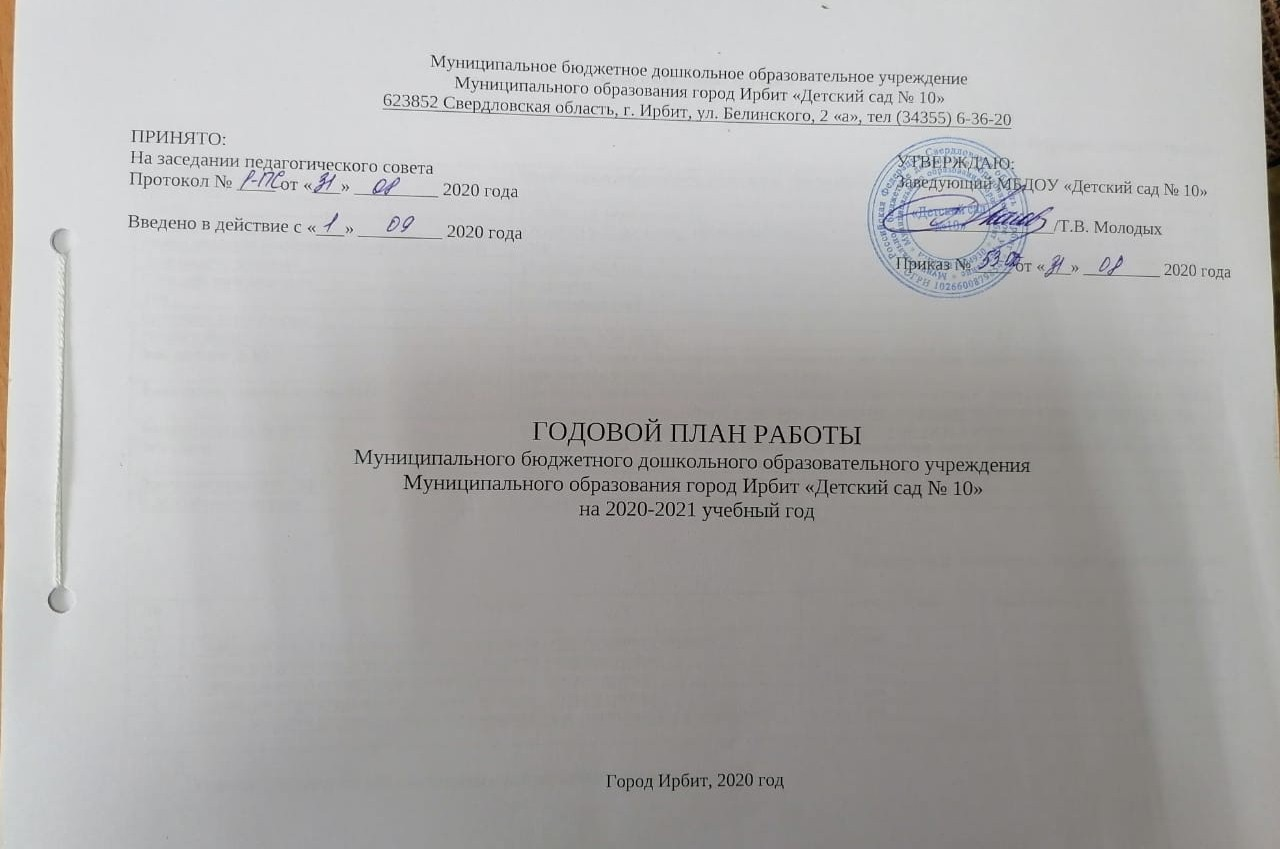 Муниципальное бюджетное дошкольное образовательное учреждение
Муниципального образования город Ирбит «Детский сад № 10»
623852 Свердловская область, г. Ирбит, ул. Белинского, 2 «а», тел (34355) 6-36-20
ПРИНЯТО:
На заседании педагогического совета
Протокол № от «31» 08 2020 года
Введено в действие с «1» 09 2020 года
УТВЕРЖДАЮ:
Заведующий МБДОУ «Детский сад № 10»
/Т.В. Молодых
Приказ № от «31» 08 2020 года
«Детский сад
ГОДОВОЙ ПЛАН РАБОТЫ
Муниципального бюджетного дошкольного образовательного учреждения
Муниципального образования город Ирбит «Детский сад № 10»
на 2020-2021 учебный год
Город Ирбит, 2020 год